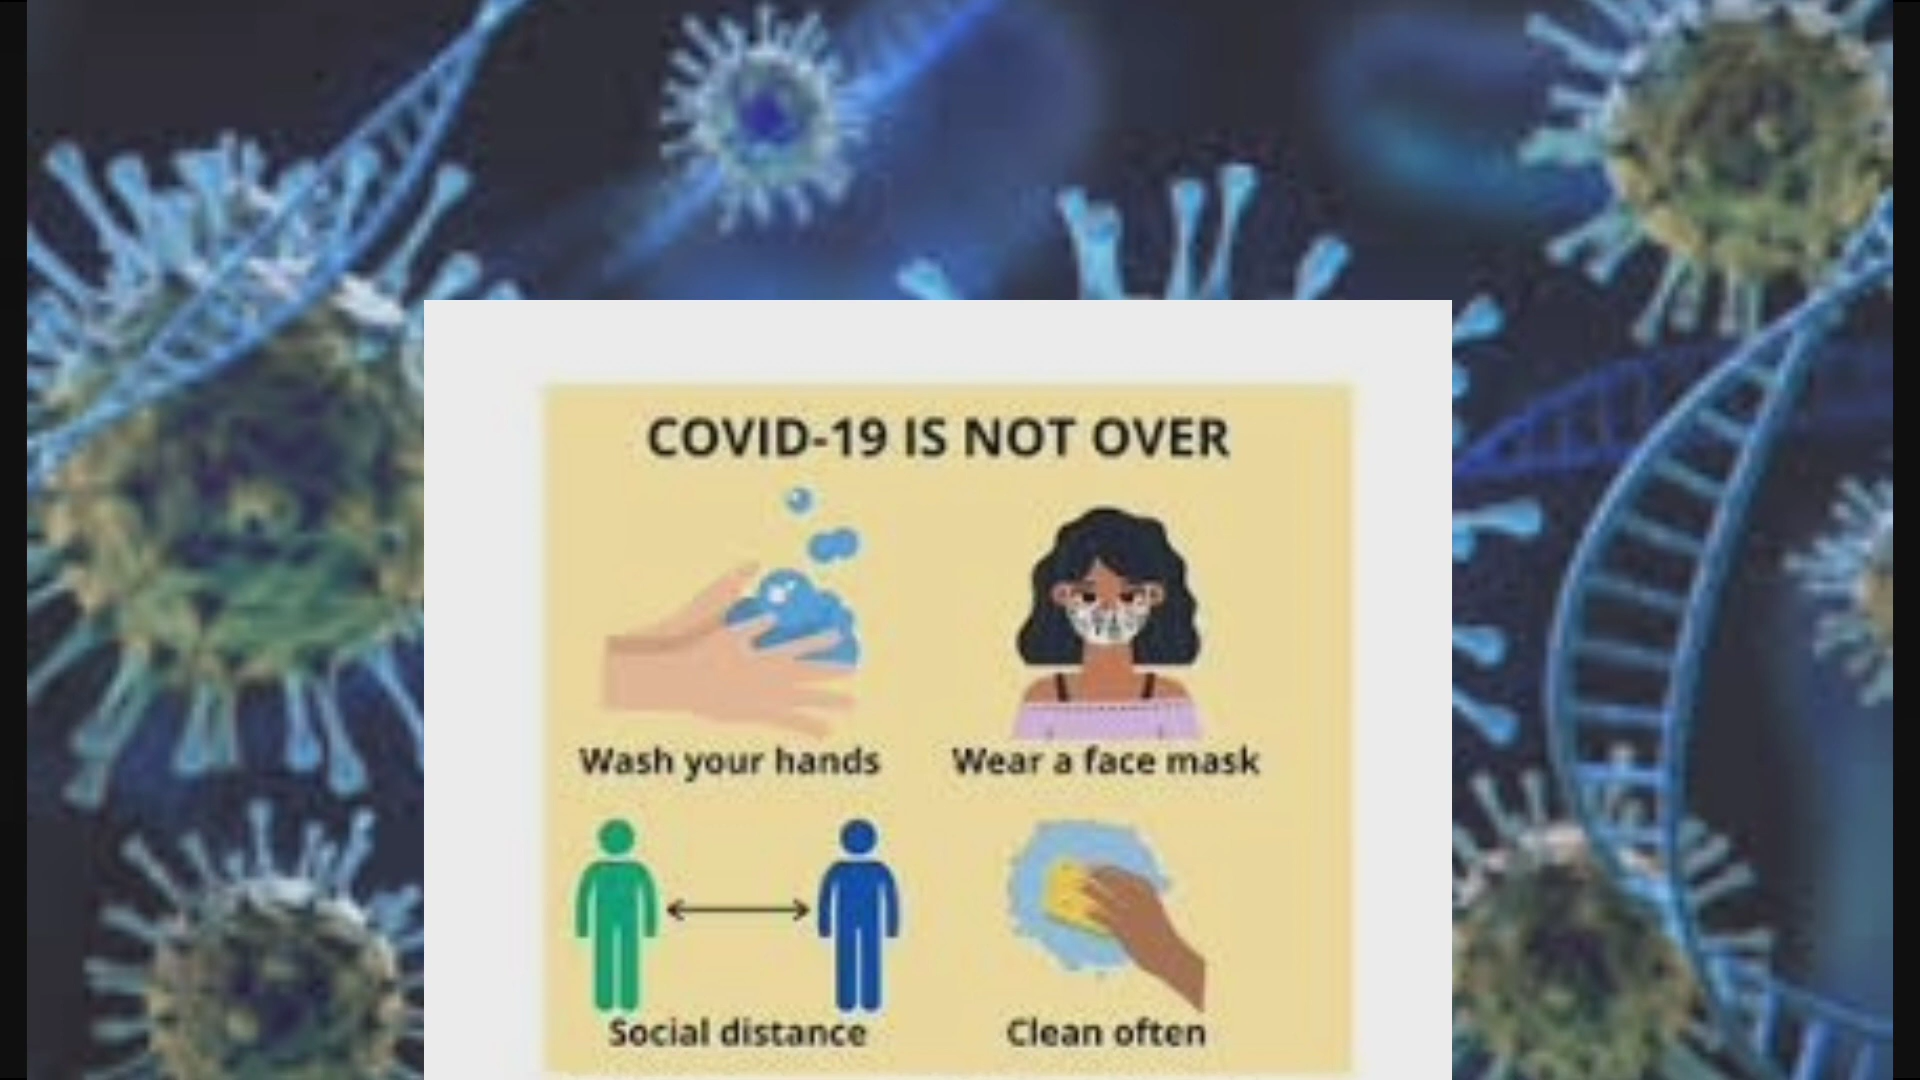 COVID-19 IS NOT OVER
Wash your hands
Wear a face mask
Social distance
Clean often